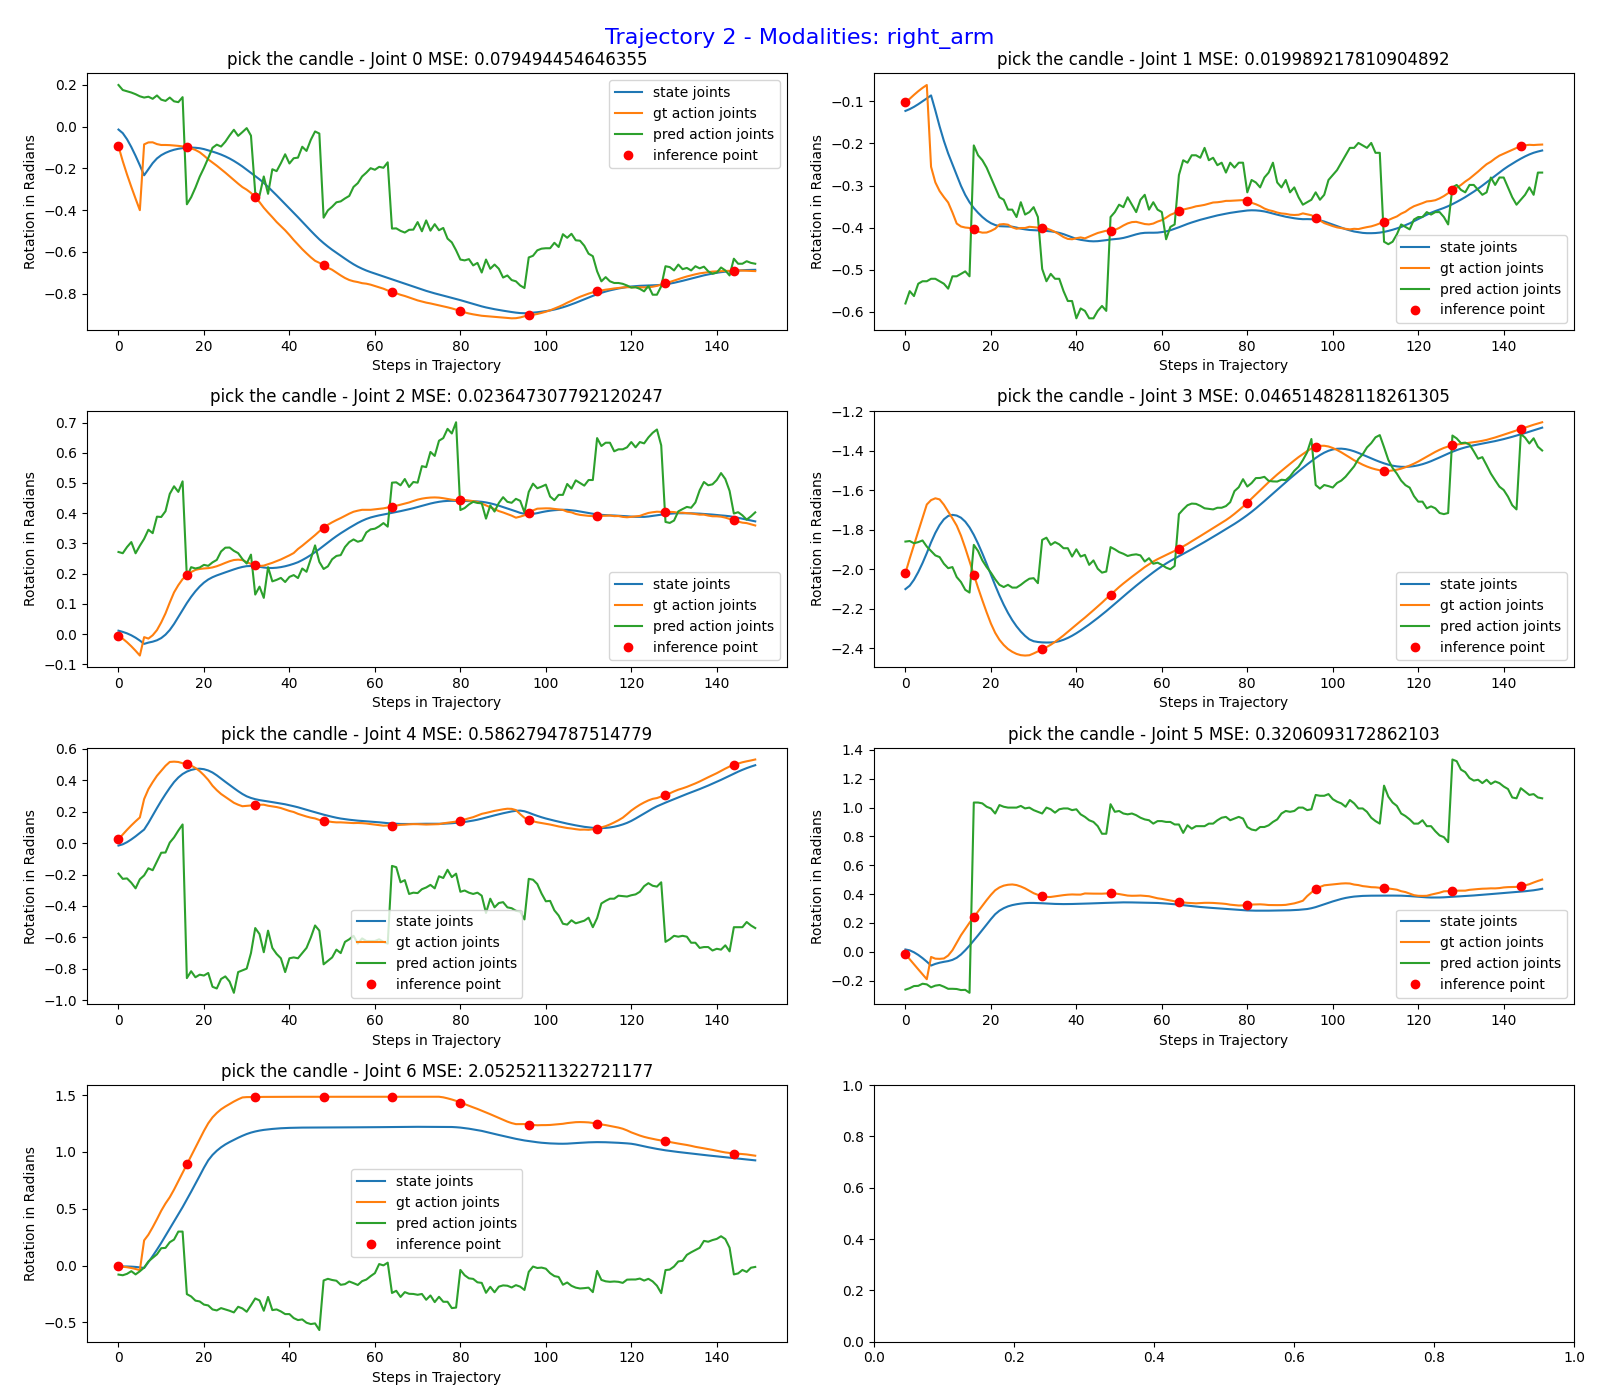 Trajectory 2 - Modalities: right_arm
pick the candle - Joint 0 MSE: 0.079494454646355
0.2
0.0
−0.2
−0.4
−0.6
−0.8
Rotation in Radians
state joints
gt action joints
pred action joints
inference point
0 20 40 60 80 100 120 140
Steps in Trajectory
pick the candle - Joint 1 MSE: 0.019989217810904892
−0.1
−0.2
−0.3
−0.4
−0.5
−0.6
Rotation in Radians
state joints
gt action joints
pred action joints
inference point
0 20 40 60 80 100 120 140
Steps in Trajectory
pick the candle - Joint 2 MSE: 0.023647307792120247
0.7
0.6
0.5
0.4
0.3
0.2
0.1
0.0
−0.1
Rotation in Radians
state joints
gt action joints
pred action joints
inference point
0 20 40 60 80 100 120 140
Steps in Trajectory
pick the candle - Joint 3 MSE: 0.046514828118261305
−1.2
−1.4
−1.6
−1.8
−2.0
−2.2
−2.4
Rotation in Radians
state joints
gt action joints
pred action joints
inference point
0 20 40 60 80 100 120 140
Steps in Trajectory
pick the candle - Joint 4 MSE: 0.5862794787514779
0.6
0.4
0.2
0.0
−0.2
−0.4
−0.6
−0.8
−1.0
Rotation in Radians
state joints
gt action joints
pred action joints
inference point
0 20 40 60 80 100 120 140
Steps in Trajectory
pick the candle - Joint 5 MSE: 0.3206093172862103
1.4
1.2
1.0
0.8
0.6
0.4
0.2
0.0
−0.2
Rotation in Radians
state joints
gt action joints
pred action joints
inference point
0 20 40 60 80 100 120 140
Steps in Trajectory
pick the candle - Joint 6 MSE: 2.0525211322721177
1.5
1.0
0.5
0.0
−0.5
Rotation in Radians
state joints
gt action joints
pred action joints
inference point
0 20 40 60 80 100 120 140
Steps in Trajectory
1.0
0.8
0.6
0.4
0.2
0.0
0.0 0.2 0.4 0.6 0.8 1.0